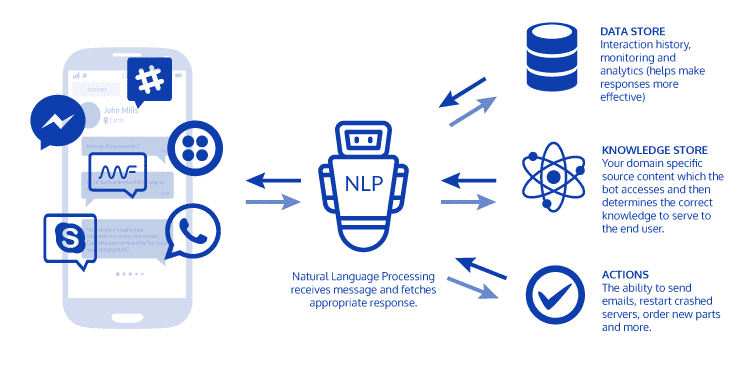 CONTACT
John Mills
Earth
NLP
Natural Language Processing
receives message and fetches
appropriate response.
DATA STORE
Interaction history,
monitoring and
analytics (helps make
responses more
effective)
KNOWLEDGE STORE
Your domain specific
source content which the
bot accesses and then
determines the correct
knowledge to serve to
the end user.
ACTIONS
The ability to send
emails, restart crashed
servers, order new parts
and more.